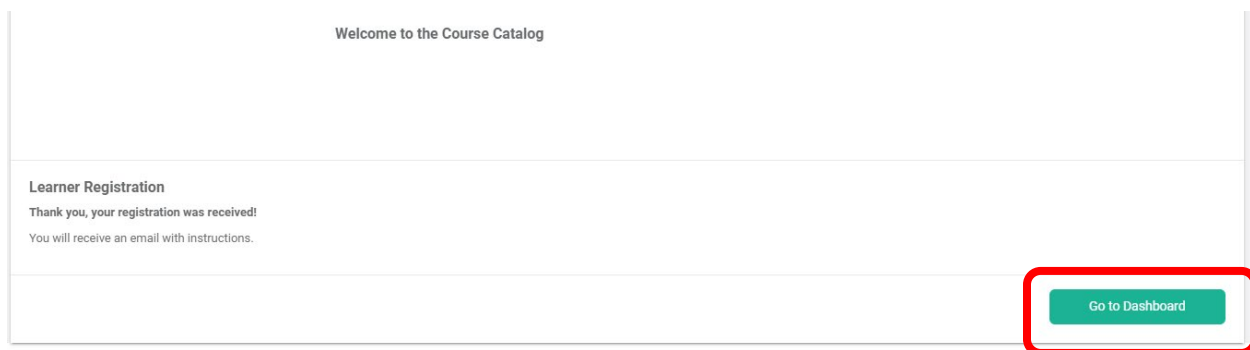 Welcome to the Course Catalog
Learner Registration
Thank you, your registration was received!
You will receive an email with instructions.
Go to Dashboard